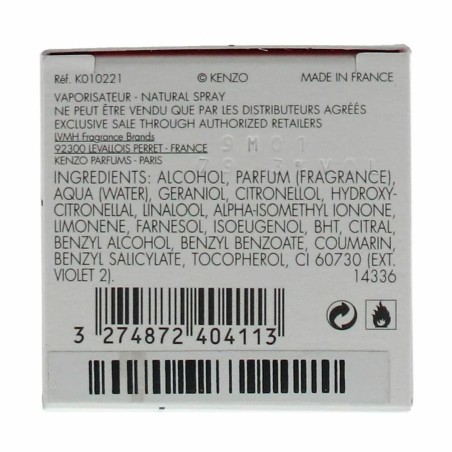 Réf. K010221 © KENZO MADE IN FRANCE
VAPORISATEUR - NATURAL SPRAY
NE PEUT ÊTRE VENDU QUE PAR LES DISTRIBUTEURS AGRÉÉS
EXCLUSIVE SALE THROUGH AUTHORIZED RETAILERS
LVMH Fragrance Brands
92300 LEVALLOIS PERRET - FRANCE
KENZO PARFUMS - PARIS
INGREDIENTS: ALCOHOL, PARFUM (FRAGRANCE),
AQUA (WATER), GERANIOL, CITRONELLOL, HYDROXY-
CITRONELLAL, LINALOOL, ALPHA-ISOMETHYL IONONE,
LIMONENE, FARNESOL, ISOEUGENOL, BHT, CITRAL,
BENZYL ALCOHOL, BENZYL BENZOATE, COUMARIN,
BENZYL SALICYLATE, TOCOPHEROL, CI 60730 (EXT.
VIOLET 2). 14336
3 274872 404113